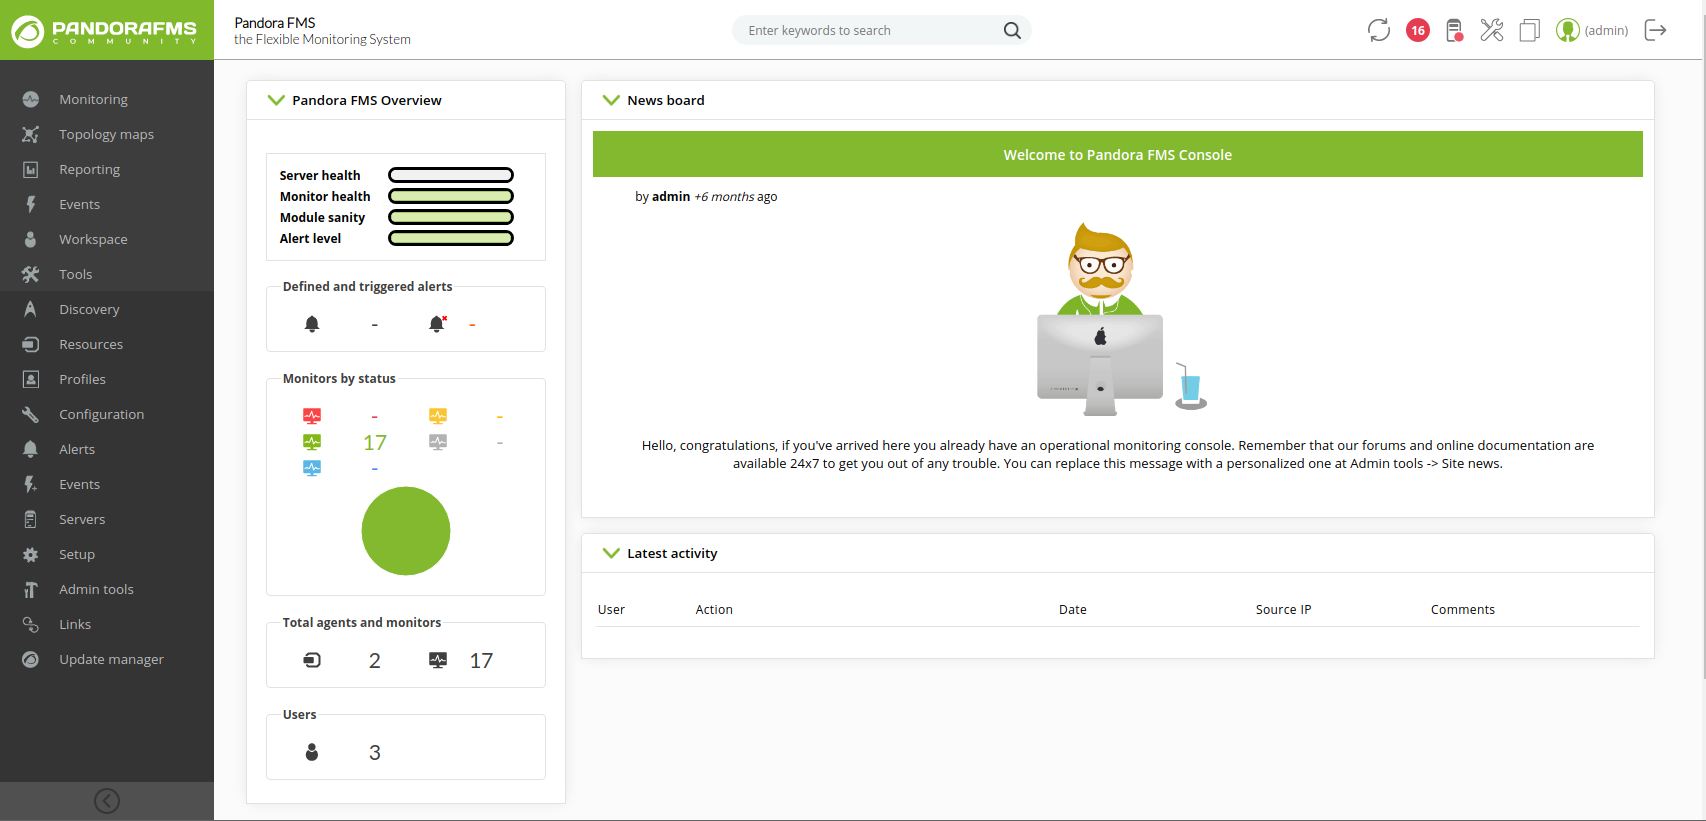 PANDORAFMS
COMMUNITY
Pandora FMS
the Flexible Monitoring System
Enter keywords to search
16
(admin)
Monitoring
Topology maps
Reporting
Events
Workspace
Tools
Discovery
Resources
Profiles
Configuration
Alerts
Events
Servers
Setup
Admin tools
Links
Update manager
Pandora FMS Overview
Server health
Monitor health
Module sanity
Alert level
Defined and triggered alerts
- -
Monitors by status
- -
17 -
-
Total agents and monitors
2 17
Users
3
News board
Welcome to Pandora FMS Console
by admin +6 months ago
Hello, congratulations, if you've arrived here you already have an operational monitoring console. Remember that our forums and online documentation are
available 24x7 to get you out of any trouble. You can replace this message with a personalized one at Admin tools -> Site news.
Latest activity
User Action Date Source IP Comments